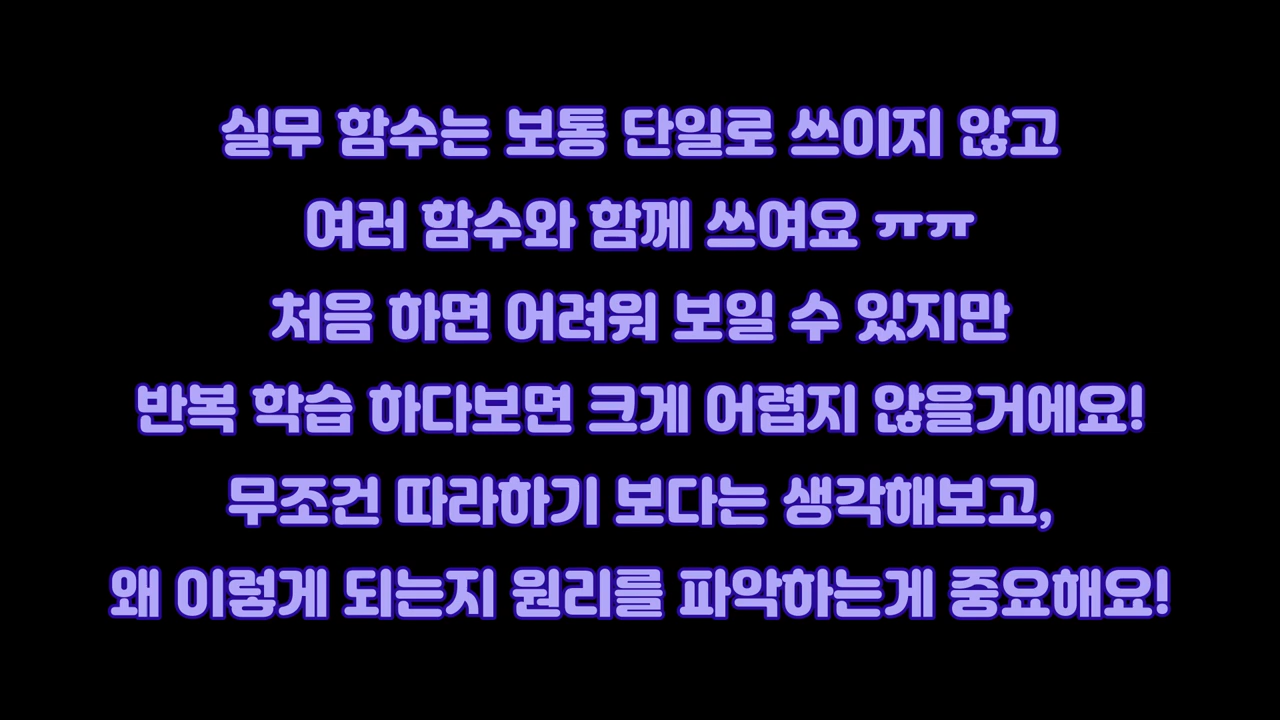 실무 함수는 보통 단일로 쓰이지 않고
여러 함수와 함께 쓰여요 ㅠㅠ
처음 하면 어려워 보일 수 있지만
반복 학습 하다보면 크게 어렵지 않을거에요!
무조건 따라하기 보다는 생각해보고,
왜 이렇게 되는지 원리를 파악하는게 중요해요!